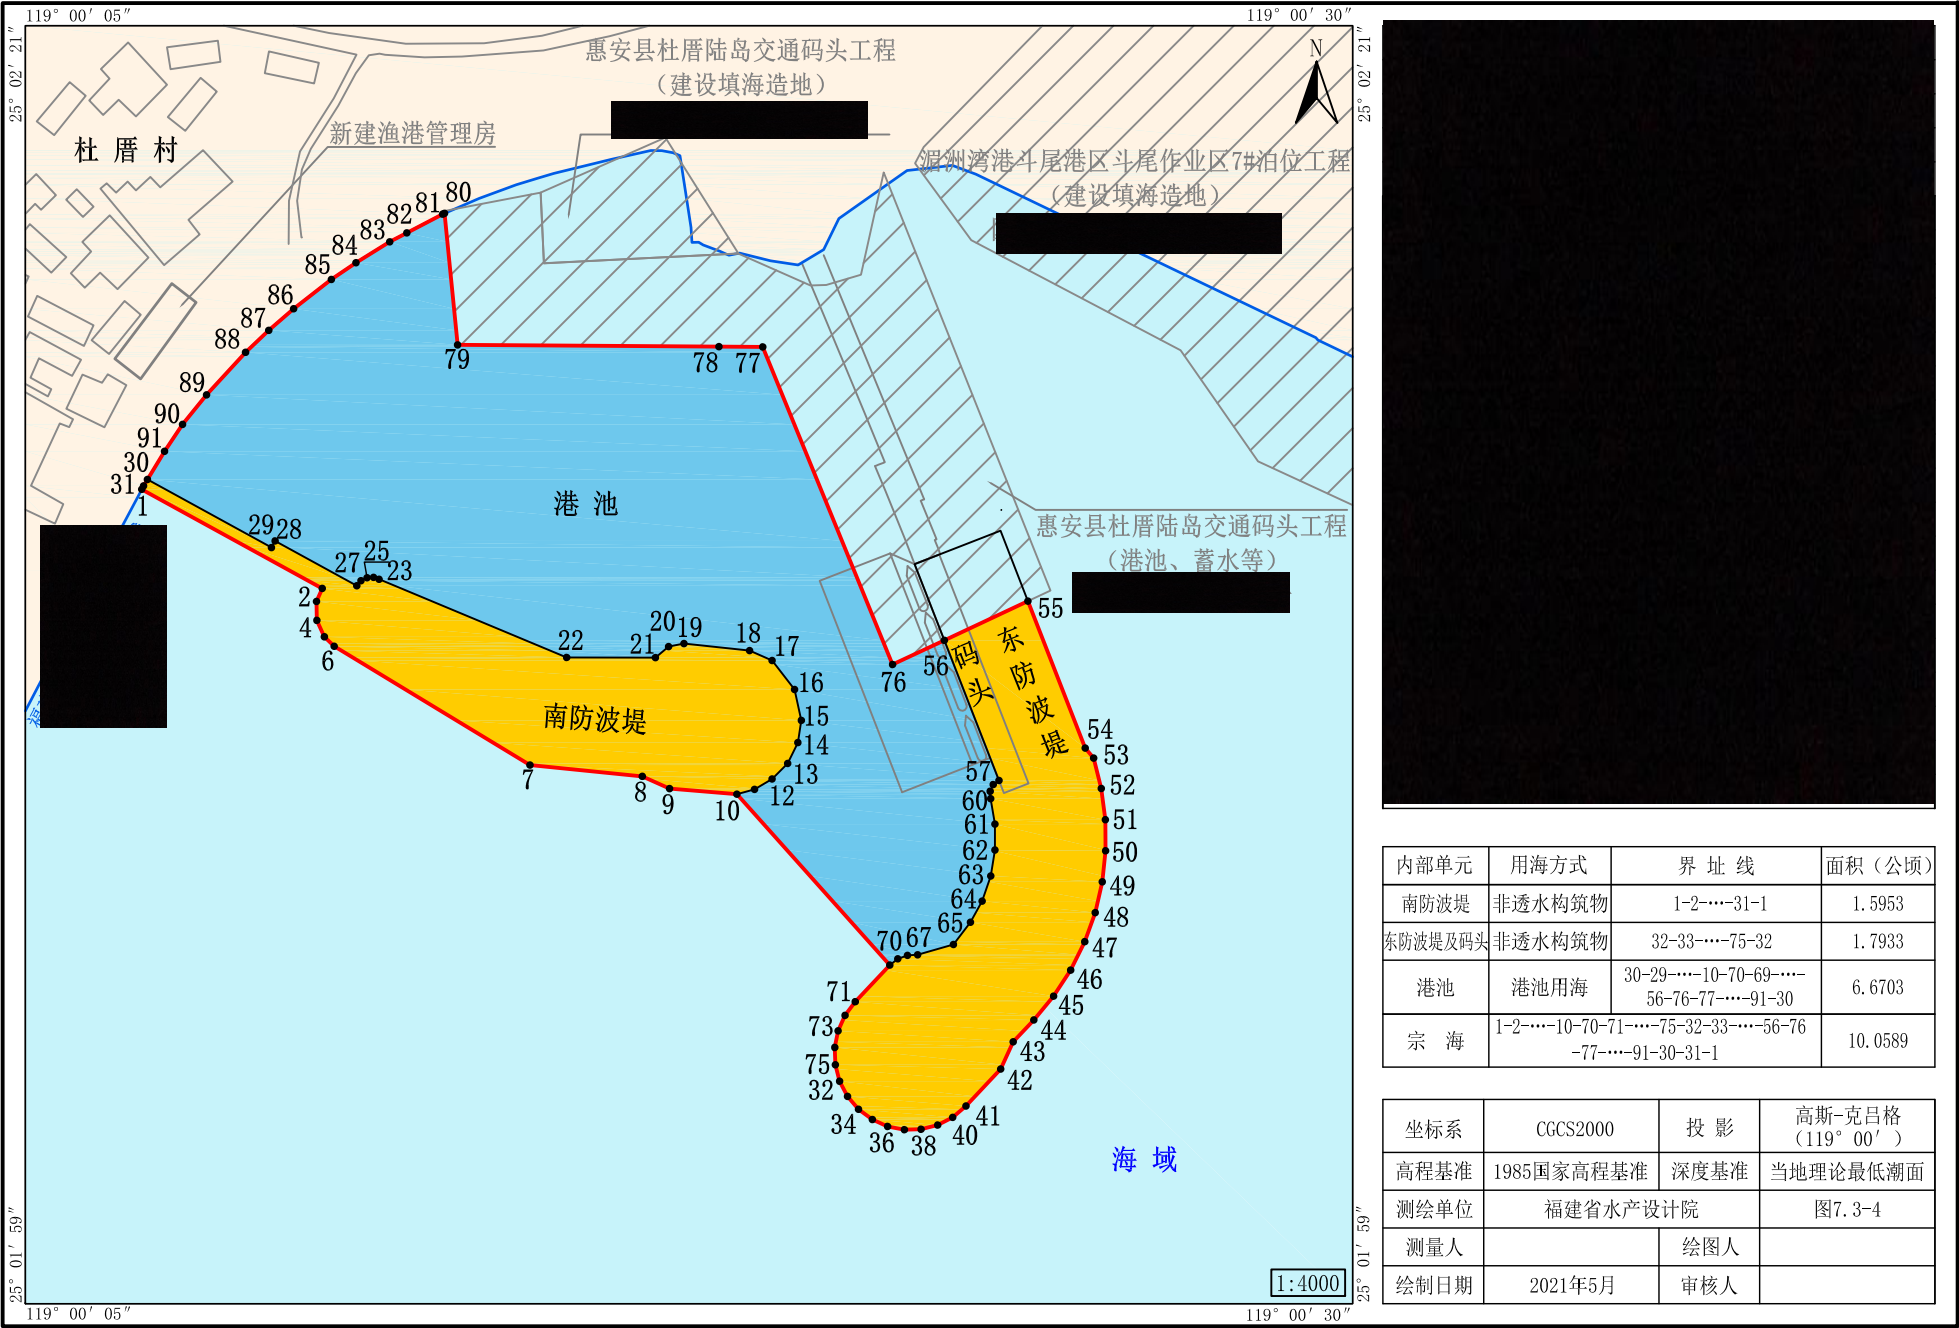 119° 00′ 05″
119° 00′ 30″
25° 02′ 21″
25° 02′ 21″
惠安县杜厝陆岛交通码头工程
（建设填海造地）
N
新建渔港管理房
杜 厝 村
湄洲湾港斗尾港区斗尾作业区7#泊位工程
（建设填海造地）
80
81
82
83
84
85
86
87
88
89
90
91
30
31
1
79
78
77
港 池
29
28
27
25
23
惠安县杜厝陆岛交通码头工程
（港池、蓄水等）
2
4
6
22
21
20
19
18
17
16
15
14
13
12
10
9
8
7
南防波堤
76
56
55
码头
东防波堤
54
53
52
51
50
49
48
47
46
45
44
43
42
41
40
38
36
34
32
75
73
71
70
67
65
64
63
62
61
60
57
福
海 域
1:4000
25° 01′ 59″
25° 01′ 59″
119° 00′ 05″
119° 00′ 30″
内部单元 用海方式 界 址 线 面积（公顷）
南防波堤 非透水构筑物 1-2-…-31-1 1.5953
东防波堤及码头 非透水构筑物 32-33-…-75-32 1.7933
港池 港池用海 30-29-…-10-70-69-…- 6.6703
56-76-77-…-91-30
宗 海 1-2-…-10-70-71-…-75-32-33-…-56-76 10.0589
-77-…-91-30-31-1
坐标系 CGCS2000 投 影 高斯-克吕格
（119° 00′ ）
高程基准 1985国家高程基准 深度基准 当地理论最低潮面
测绘单位 福建省水产设计院 图7.3-4
测量人 绘图人
绘制日期 2021年5月 审核人